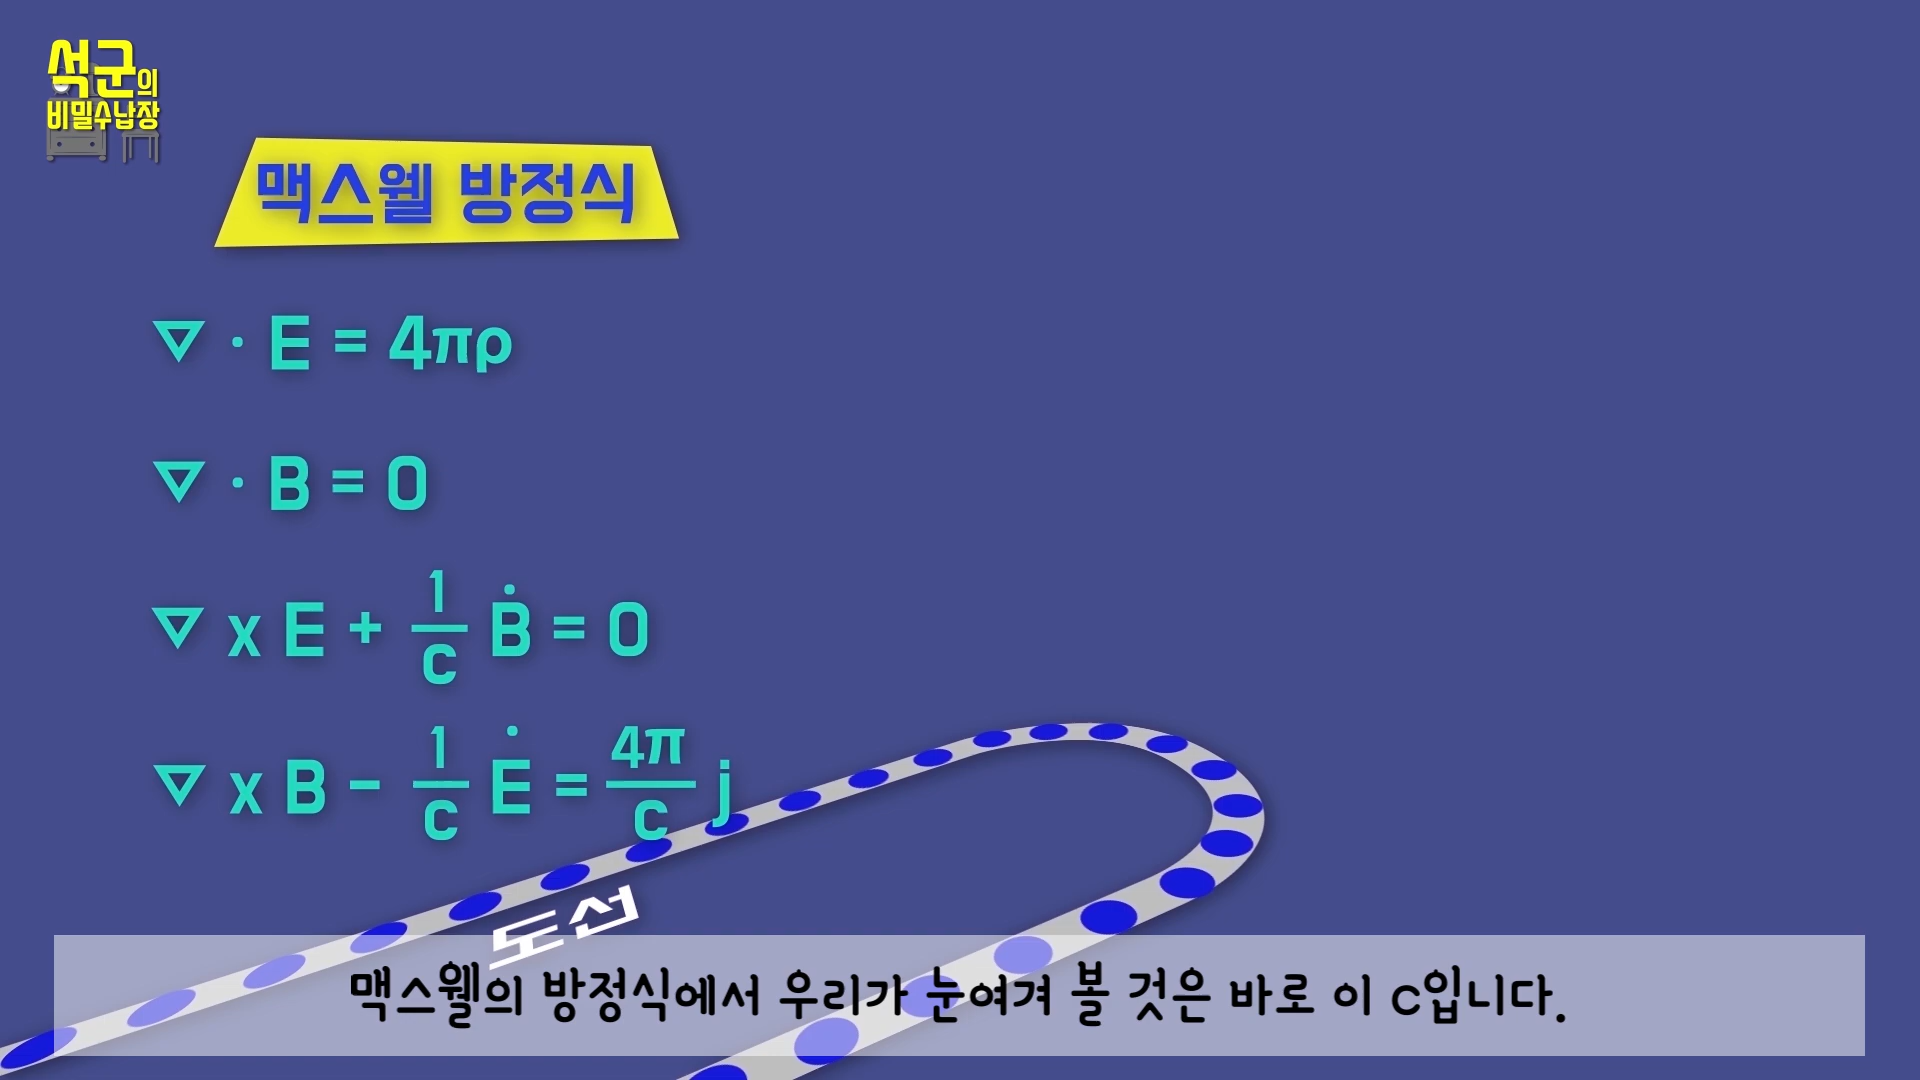 석군의
비밀수납장
맥스웰 방정식
∇ · E = 4πρ
∇ · B = 0
∇ x E + 1/c Ḃ = 0
∇ x B - 1/c Ė = 4π/c j
도선
맥스웰의 방정식에서 우리가 눈여겨 볼 것은 바로 이 c입니다.